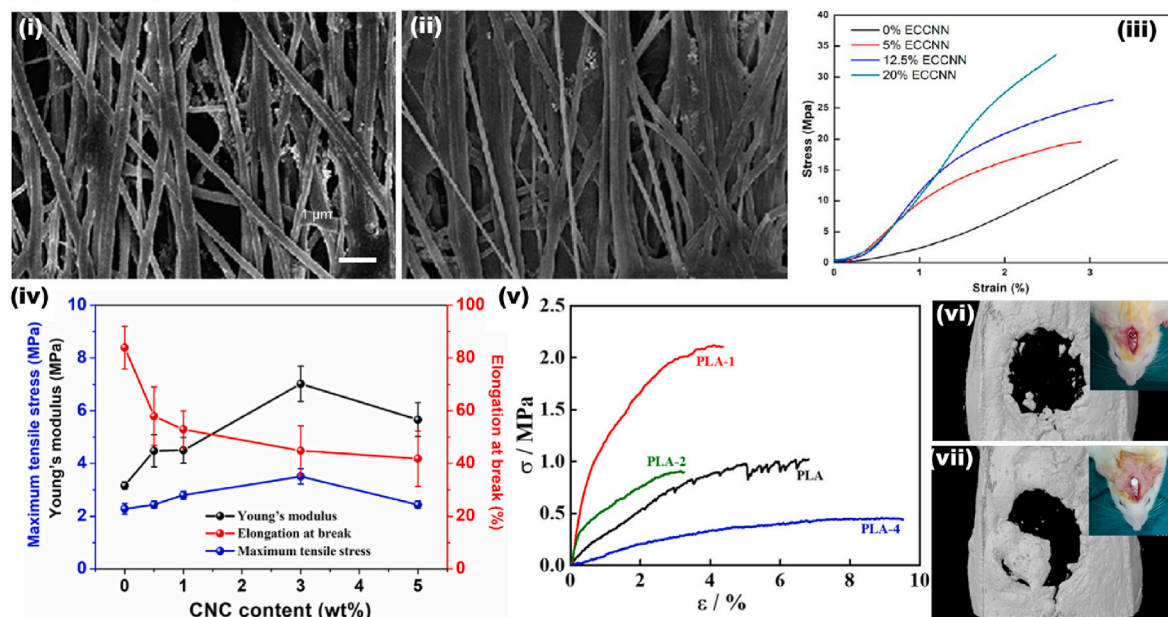 (i)
1 µm
(ii)
(iii)
0% ECCNN
5% ECCNN
12.5% ECCNN
20% ECCNN
40
35
30
25
20
15
10
5
0
Stress (Mpa)
0
1
2
3
Strain (%)
(iv)
10
8
6
4
2
0
Maximum tensile stress (MPa)
Young's modulus (MPa)
100
80
60
40
20
0
Elongation at break (%)
Young's modulus
Elongation at break
Maximum tensile stress
0
1
3
5
CNC content (wt%)
(v)
2.5
2.0
1.5
1.0
0.5
0
σ / MPa
PLA-1
PLA-2
PLA
PLA-4
0
2
4
6
8
10
ε / %
(vi)
(vii)